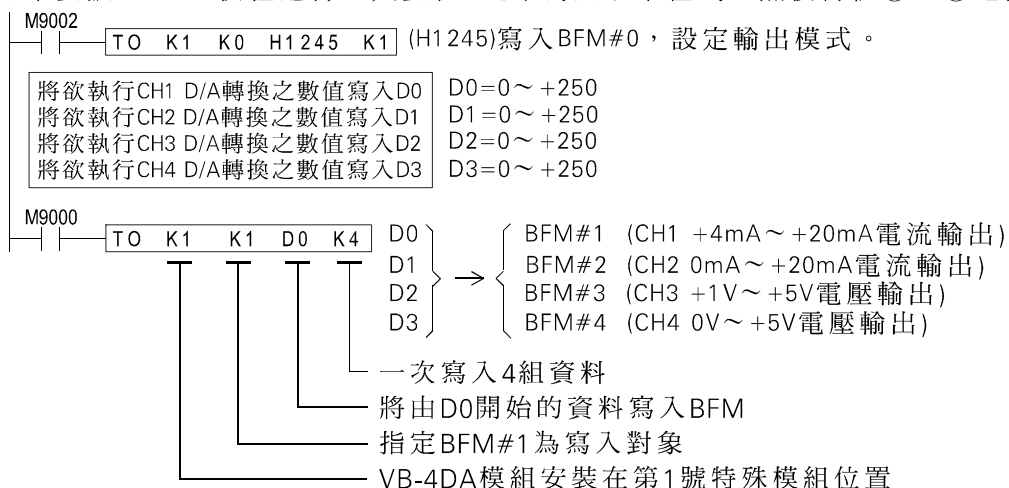 M9002
TO K1 K0 H1245 K1 (H1245)寫入BFM#0，設定輸出模式。
將欲執行CH1 D/A轉換之數值寫入D0 D0=0～+250
將欲執行CH2 D/A轉換之數值寫入D1 D1=0～+250
將欲執行CH3 D/A轉換之數值寫入D2 D2=0～+250
將欲執行CH4 D/A轉換之數值寫入D3 D3=0～+250
M9000
TO K1 K1 D0 K4 D0 BFM#1 (CH1 +4mA～+20mA電流輸出)
D1 BFM#2 (CH2 0mA～+20mA電流輸出)
D2 BFM#3 (CH3 +1V～+5V電壓輸出)
D3 BFM#4 (CH4 0V～+5V電壓輸出)
一次寫入4組資料
將由D0開始的資料寫入BFM
指定BFM#1為寫入對象
VB-4DA模組安裝在第1號特殊模組位置